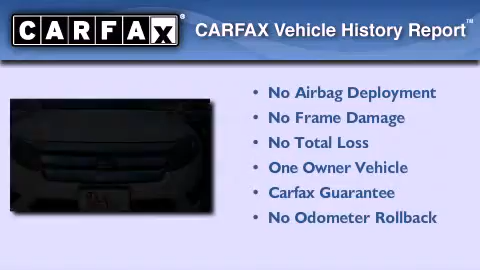 CARFAX® CARFAX Vehicle History Report™
• No Airbag Deployment
• No Frame Damage
• No Total Loss
• One Owner Vehicle
• Carfax Guarantee
• No Odometer Rollback